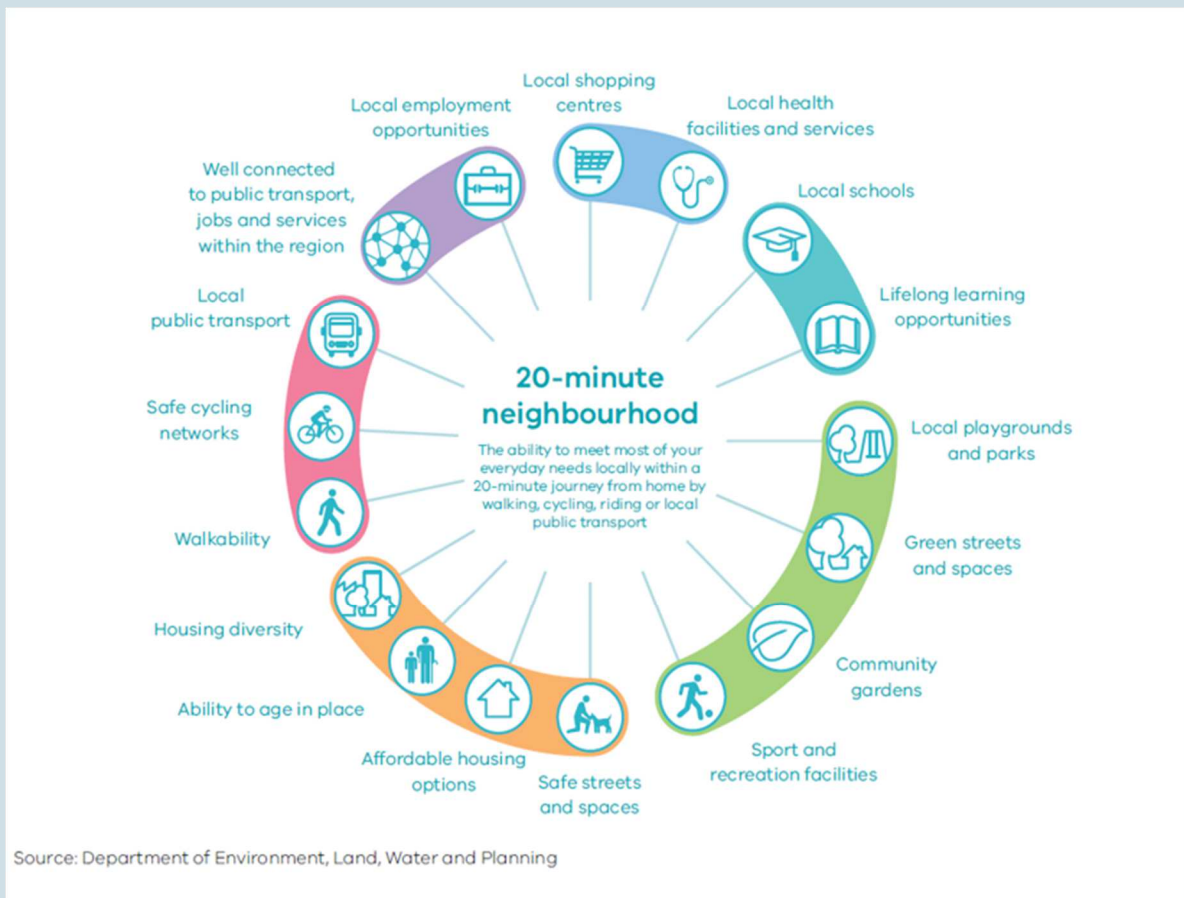 Local shopping
centres
Local health
facilities and services
Local schools
Lifelong learning
opportunities
Local playgrounds
and parks
Green streets
and spaces
Community
gardens
Sport and
recreation facilities
Safe streets
and spaces
Affordable housing
options
Ability to age in place
Housing diversity
Walkability
Safe cycling
networks
Local
public transport
Well connected
to public transport,
jobs and services
within the region
Local employment
opportunities
20-minute
neighbourhood
The ability to meet most of your
everyday needs locally within a
20-minute journey from home by
walking, cycling, riding or local
public transport
Source: Department of Environment, Land, Water and Planning